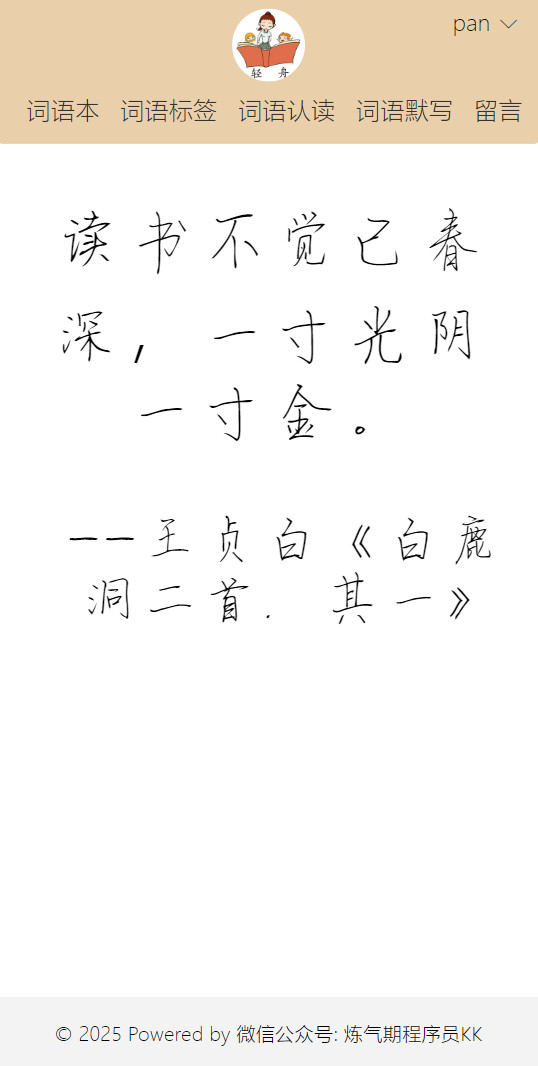 pan
轻舟
词语本 词语标签 词语认读 词语默写 留言
读书不觉已春
深，一寸光阴
一寸金。
——王贞白《白鹿
洞二首．其一》
© 2025 Powered by 微信公众号: 炼气期程序员KK